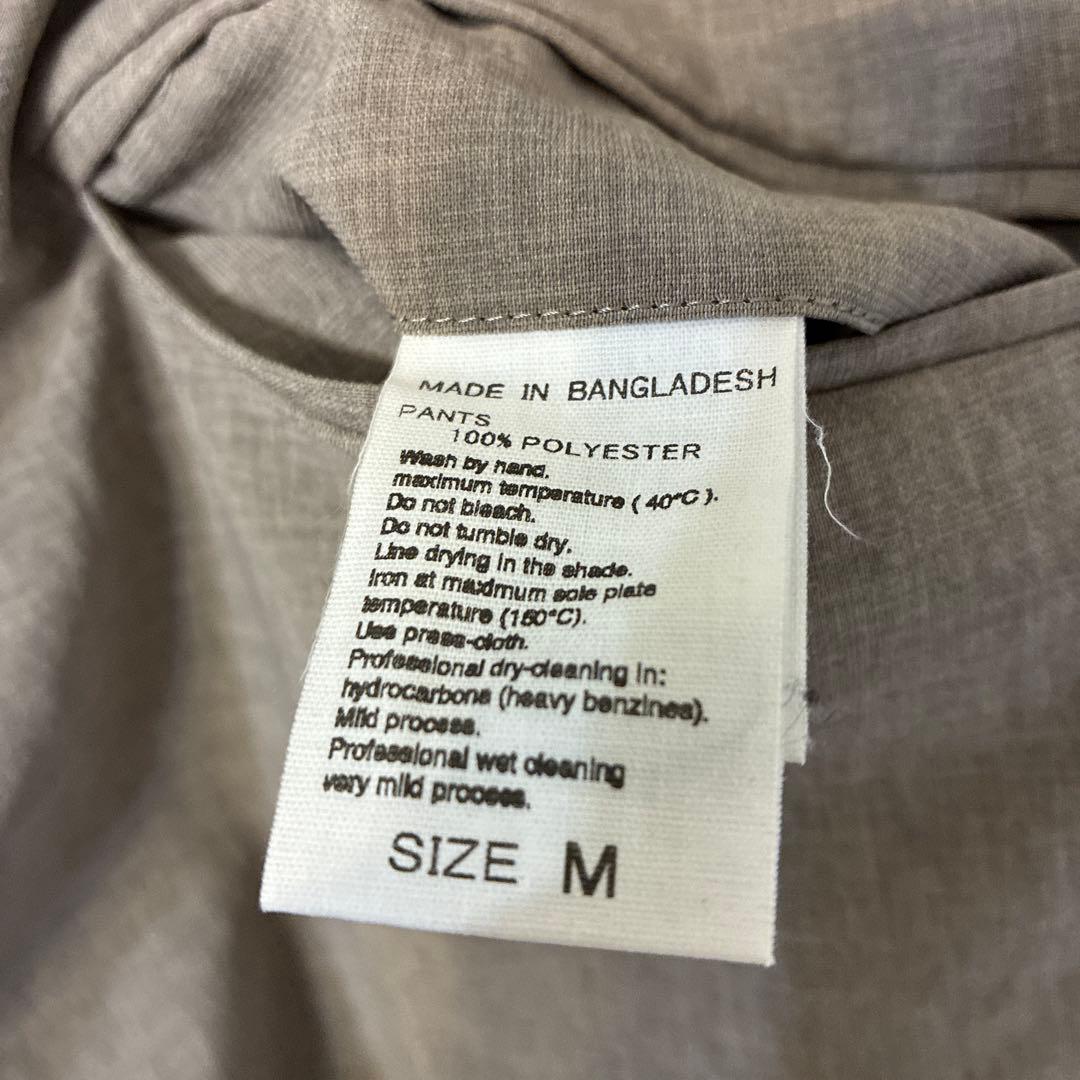 MADE IN BANGLADESH
PANTS
100% POLYESTER
Wash by hand.
maximum temperature ( 40°C ).
Do not bleach.
Do not tumble dry.
Line drying in the shade.
Iron at maximum sole plate
temperature (150°C).
Use press-cloth.
Professional dry-cleaning in:
hydrocarbons (heavy benzines).
Mild process.
Professional wet cleaning
very mild process.
SIZE M